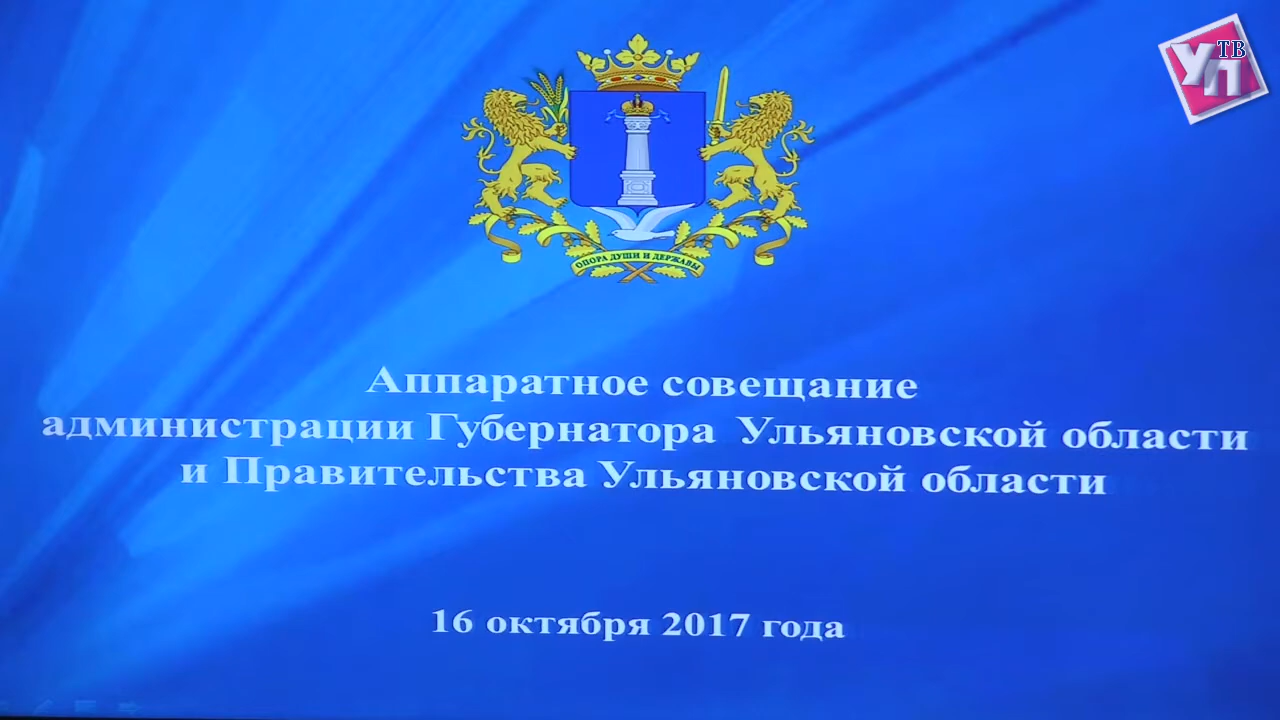 УП
ТВ
ОПОРА ДУШИ И ДЕРЖАВЫ
Аппаратное совещание
администрации Губернатора Ульяновской области
и Правительства Ульяновской области
16 октября 2017 года